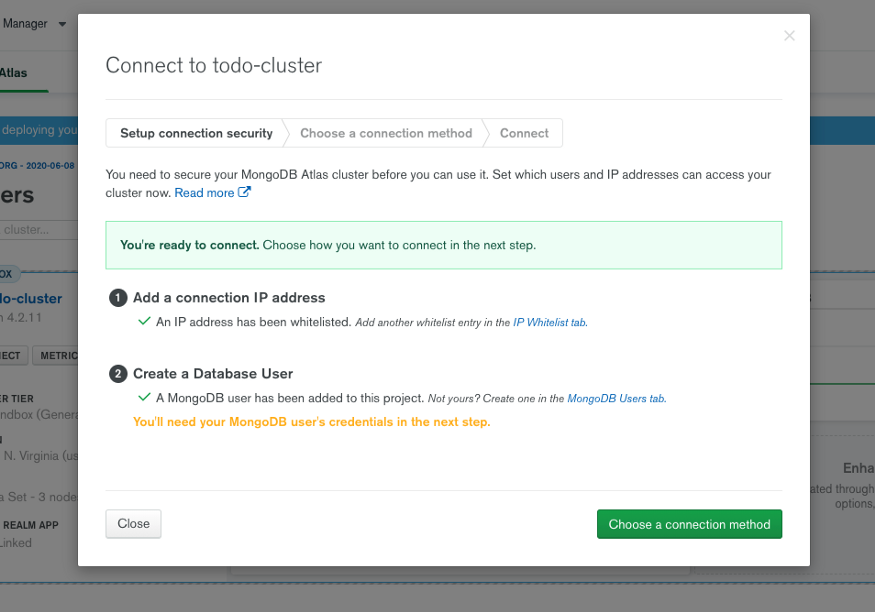 Manager
Atlas
deploying you
ORG - 2020-06-08
ers
cluster...
OX
lo-cluster
4.2.11
ECT
METRIC
R TIER
ndbox (Genera
N
N. Virginia (us
a Set - 3 node
REALM APP
Linked
Connect to todo-cluster
Setup connection security
Choose a connection method
Connect
You need to secure your MongoDB Atlas cluster before you can use it. Set which users and IP addresses can access your
cluster now. Read more
You're ready to connect. Choose how you want to connect in the next step.
1 Add a connection IP address
An IP address has been whitelisted. Add another whitelist entry in the IP Whitelist tab.
2 Create a Database User
A MongoDB user has been added to this project. Not yours? Create one in the MongoDB Users tab.
You'll need your MongoDB user's credentials in the next step.
Close
Choose a connection method
Enha
ated through
options,